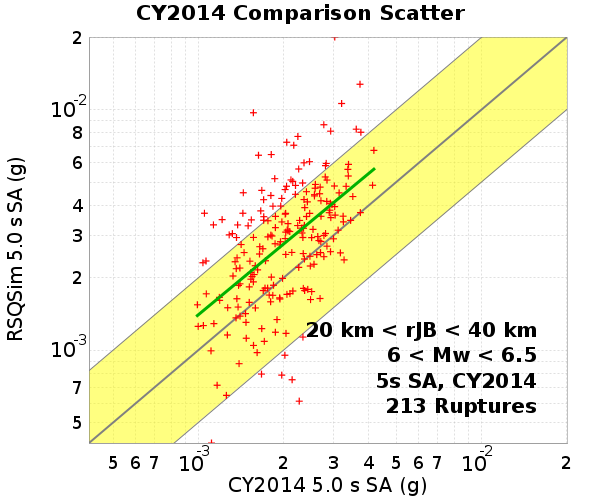 CY2014 Comparison Scatter
RSQSim 5.0 s SA (g)
2
10-2
8
6
4
3
2
10-3
7
5
20 km < rJB < 40 km
6 < Mw < 6.5
5s SA, CY2014
213 Ruptures
5 6 7 10-3 2 3 4 5 6 7 10-2 2
CY2014 5.0 s SA (g)